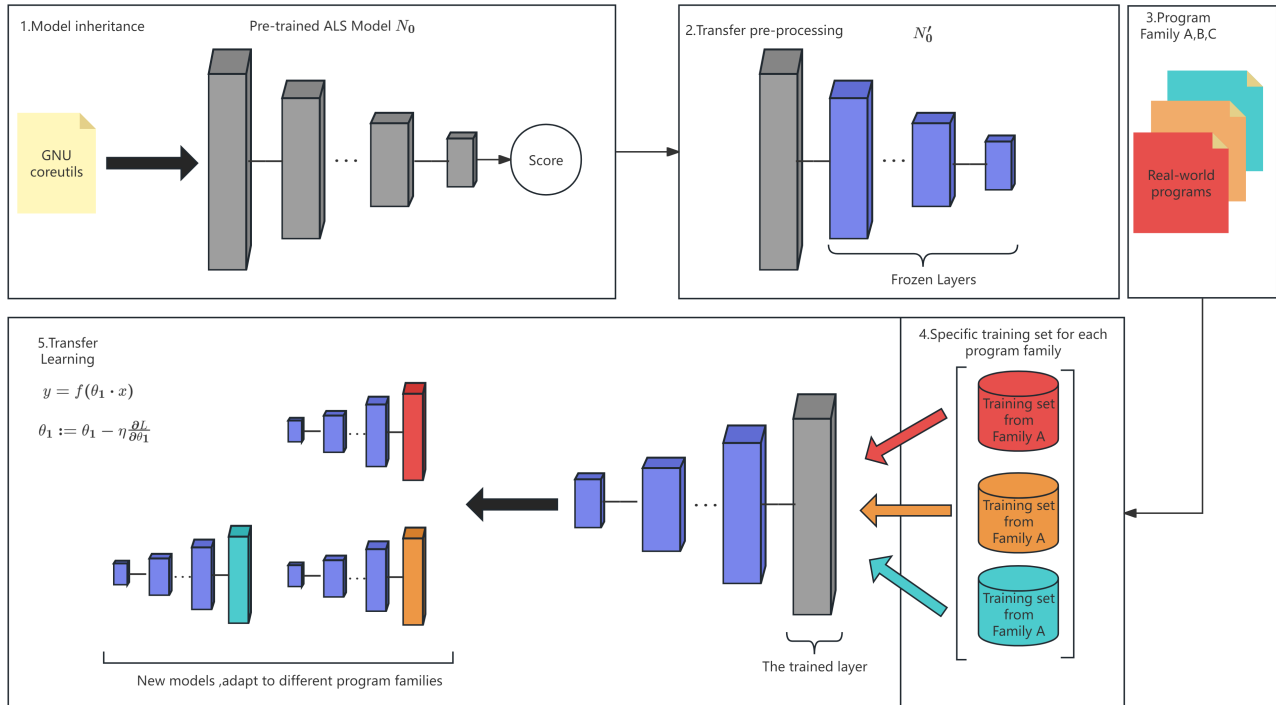 1.Model inheritance
Pre-trained ALS Model N₀
GNU
coreutils
...
Score
2.Transfer pre-processing
N₀′
...
Frozen Layers
3.Program
Family A,B,C
Real-world
programs
4.Specific training set for each
program family
Training set
from
Family A
Training set
from
Family A
Training set
from
Family A
5.Transfer
Learning
y = f(θ₁ · x)
θ₁ := θ₁ − η ∂L/∂θ₁
...
...
...
...
The trained layer
New models ,adapt to different program families